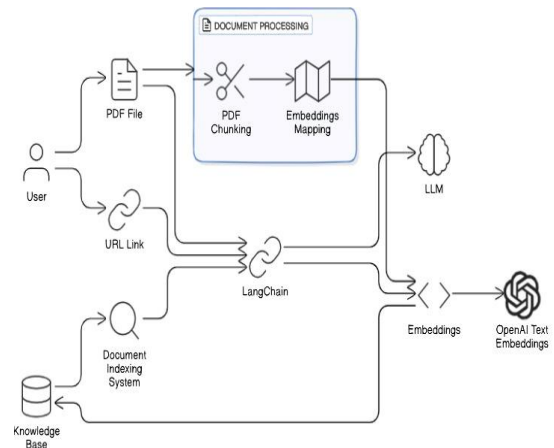 DOCUMENT PROCESSING
PDF File
PDF
Chunking
Embeddings
Mapping
User
LLM
URL Link
LangChain
Embeddings
OpenAI Text
Embeddings
Document
Indexing
System
Knowledge
Base